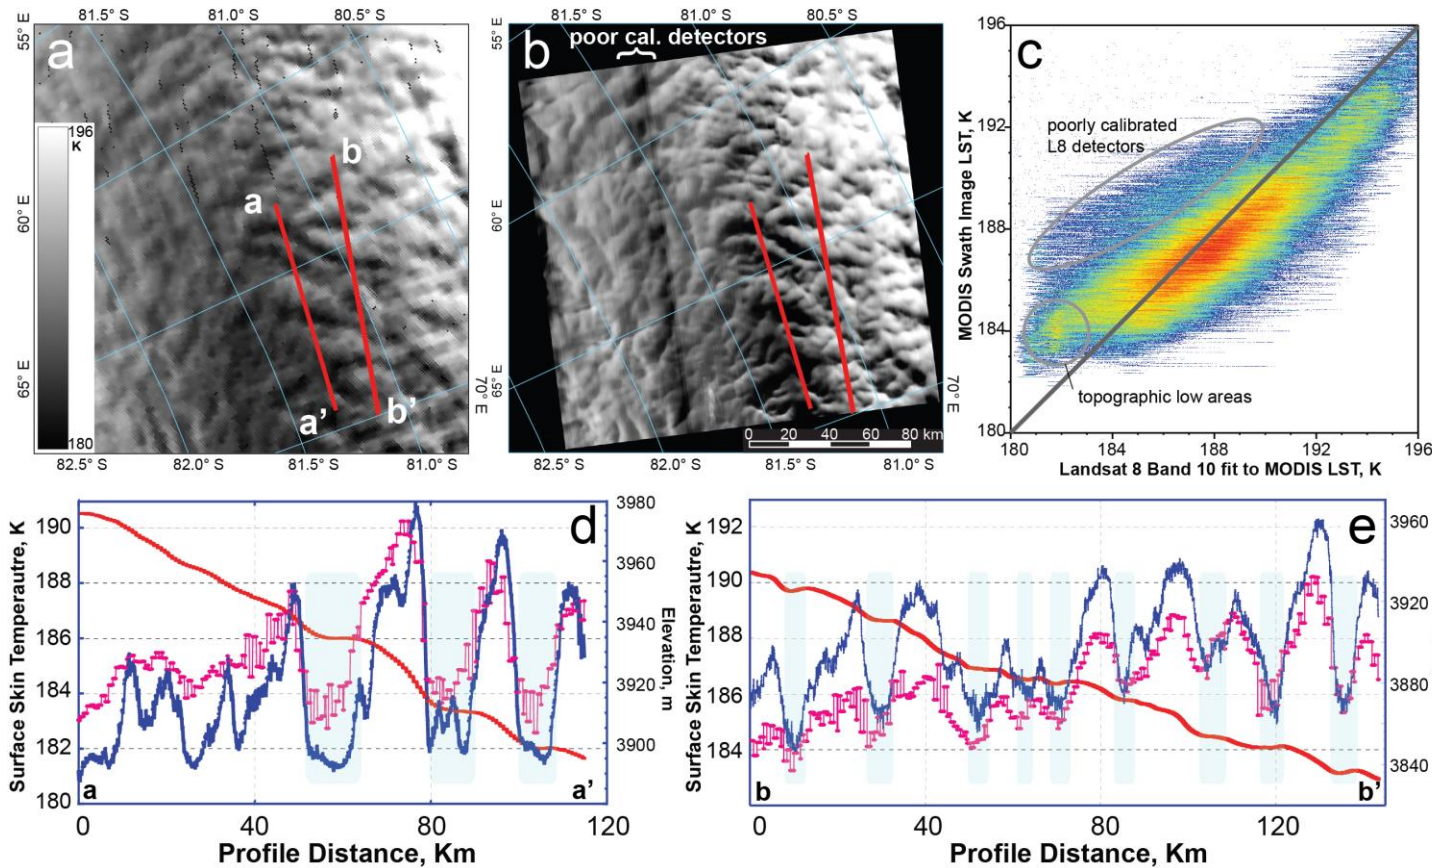 81.5° S 81.0° S 80.5° S
55° E
60° E
65° E
a
196
K
180
b
a
a'
b'
70° E
82.5° S 82.0° S 81.5° S 81.0° S
81.5° S 81.0° S 80.5° S
55° E
60° E
65° E
b
poor cal. detectors
70° E
0 20 40 60 80 km
82.5° S 82.0° S 81.5° S 81.0° S
c
MODIS Swath Image LST, K
196
192
188
184
180
poorly calibrated
L8 detectors
topographic low areas
180 184 188 192 196
Landsat 8 Band 10 fit to MODIS LST, K
d
Surface Skin Temperautre, K
190
188
186
184
182
180
3980
3960
3940
3920
3900
Elevation, m
a a'
0 40 80 120
Profile Distance, Km
e
Surface Skin Temperautre, K
192
190
188
186
184
3960
3920
3880
3840
b b'
0 40 80 120
Profile Distance, Km